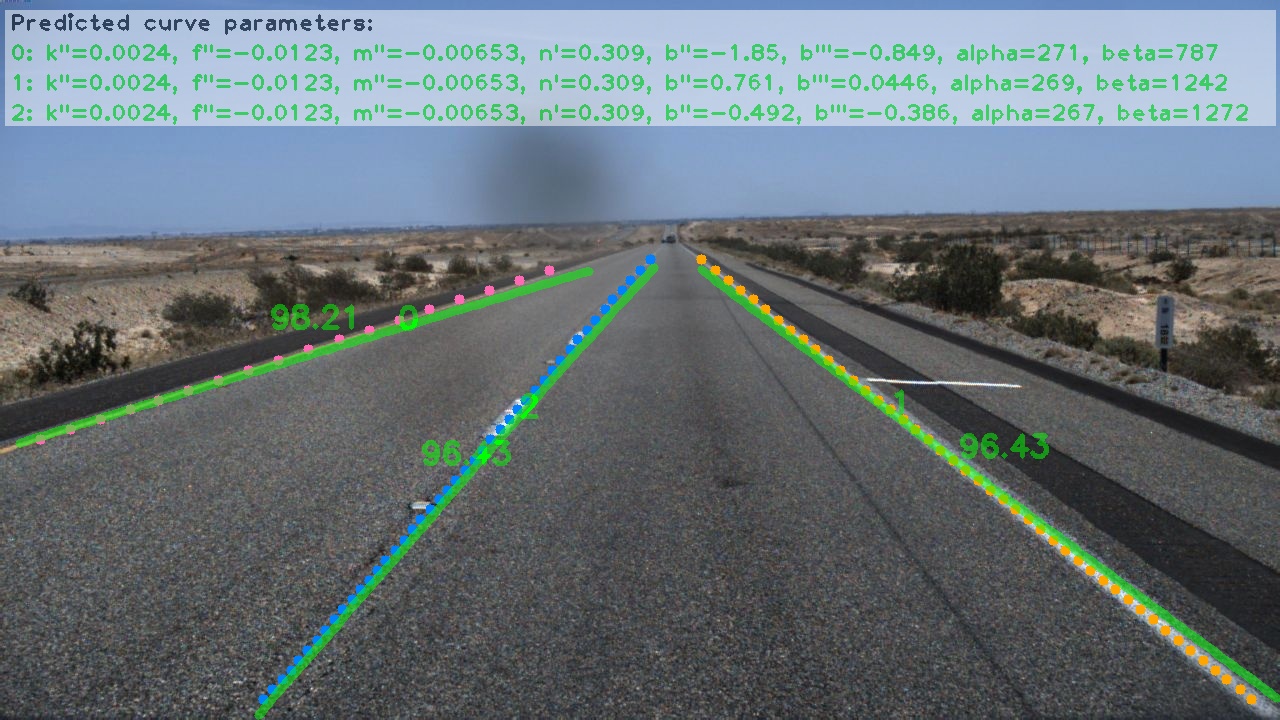 Predicted curve parameters:
0: k''=0.0024, f''=-0.0123, m''=-0.00653, n'=0.309, b''=-1.85, b'''=-0.849, alpha=271, beta=787
1: k''=0.0024, f''=-0.0123, m''=-0.00653, n'=0.309, b''=0.761, b'''=0.0446, alpha=269, beta=1242
2: k''=0.0024, f''=-0.0123, m''=-0.00653, n'=0.309, b''=-0.492, b'''=-0.386, alpha=267, beta=1272
98.21 0
2 1
96.43 96.43